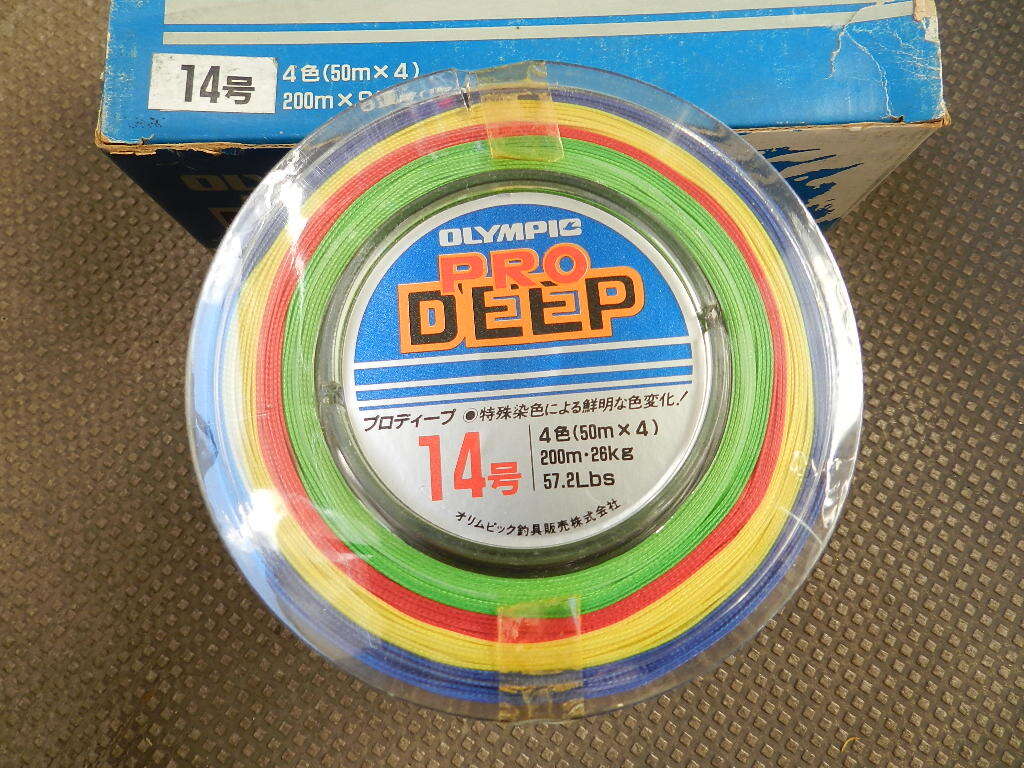 14号
4色(50m×4)
200m×
OLYMPIC
PRO
DEEP
プロディープ ●特殊染色による鮮明な色変化!
14号
4色(50m×4)
200m・26kg
57.2Lbs
オリムピック釣具販売株式会社